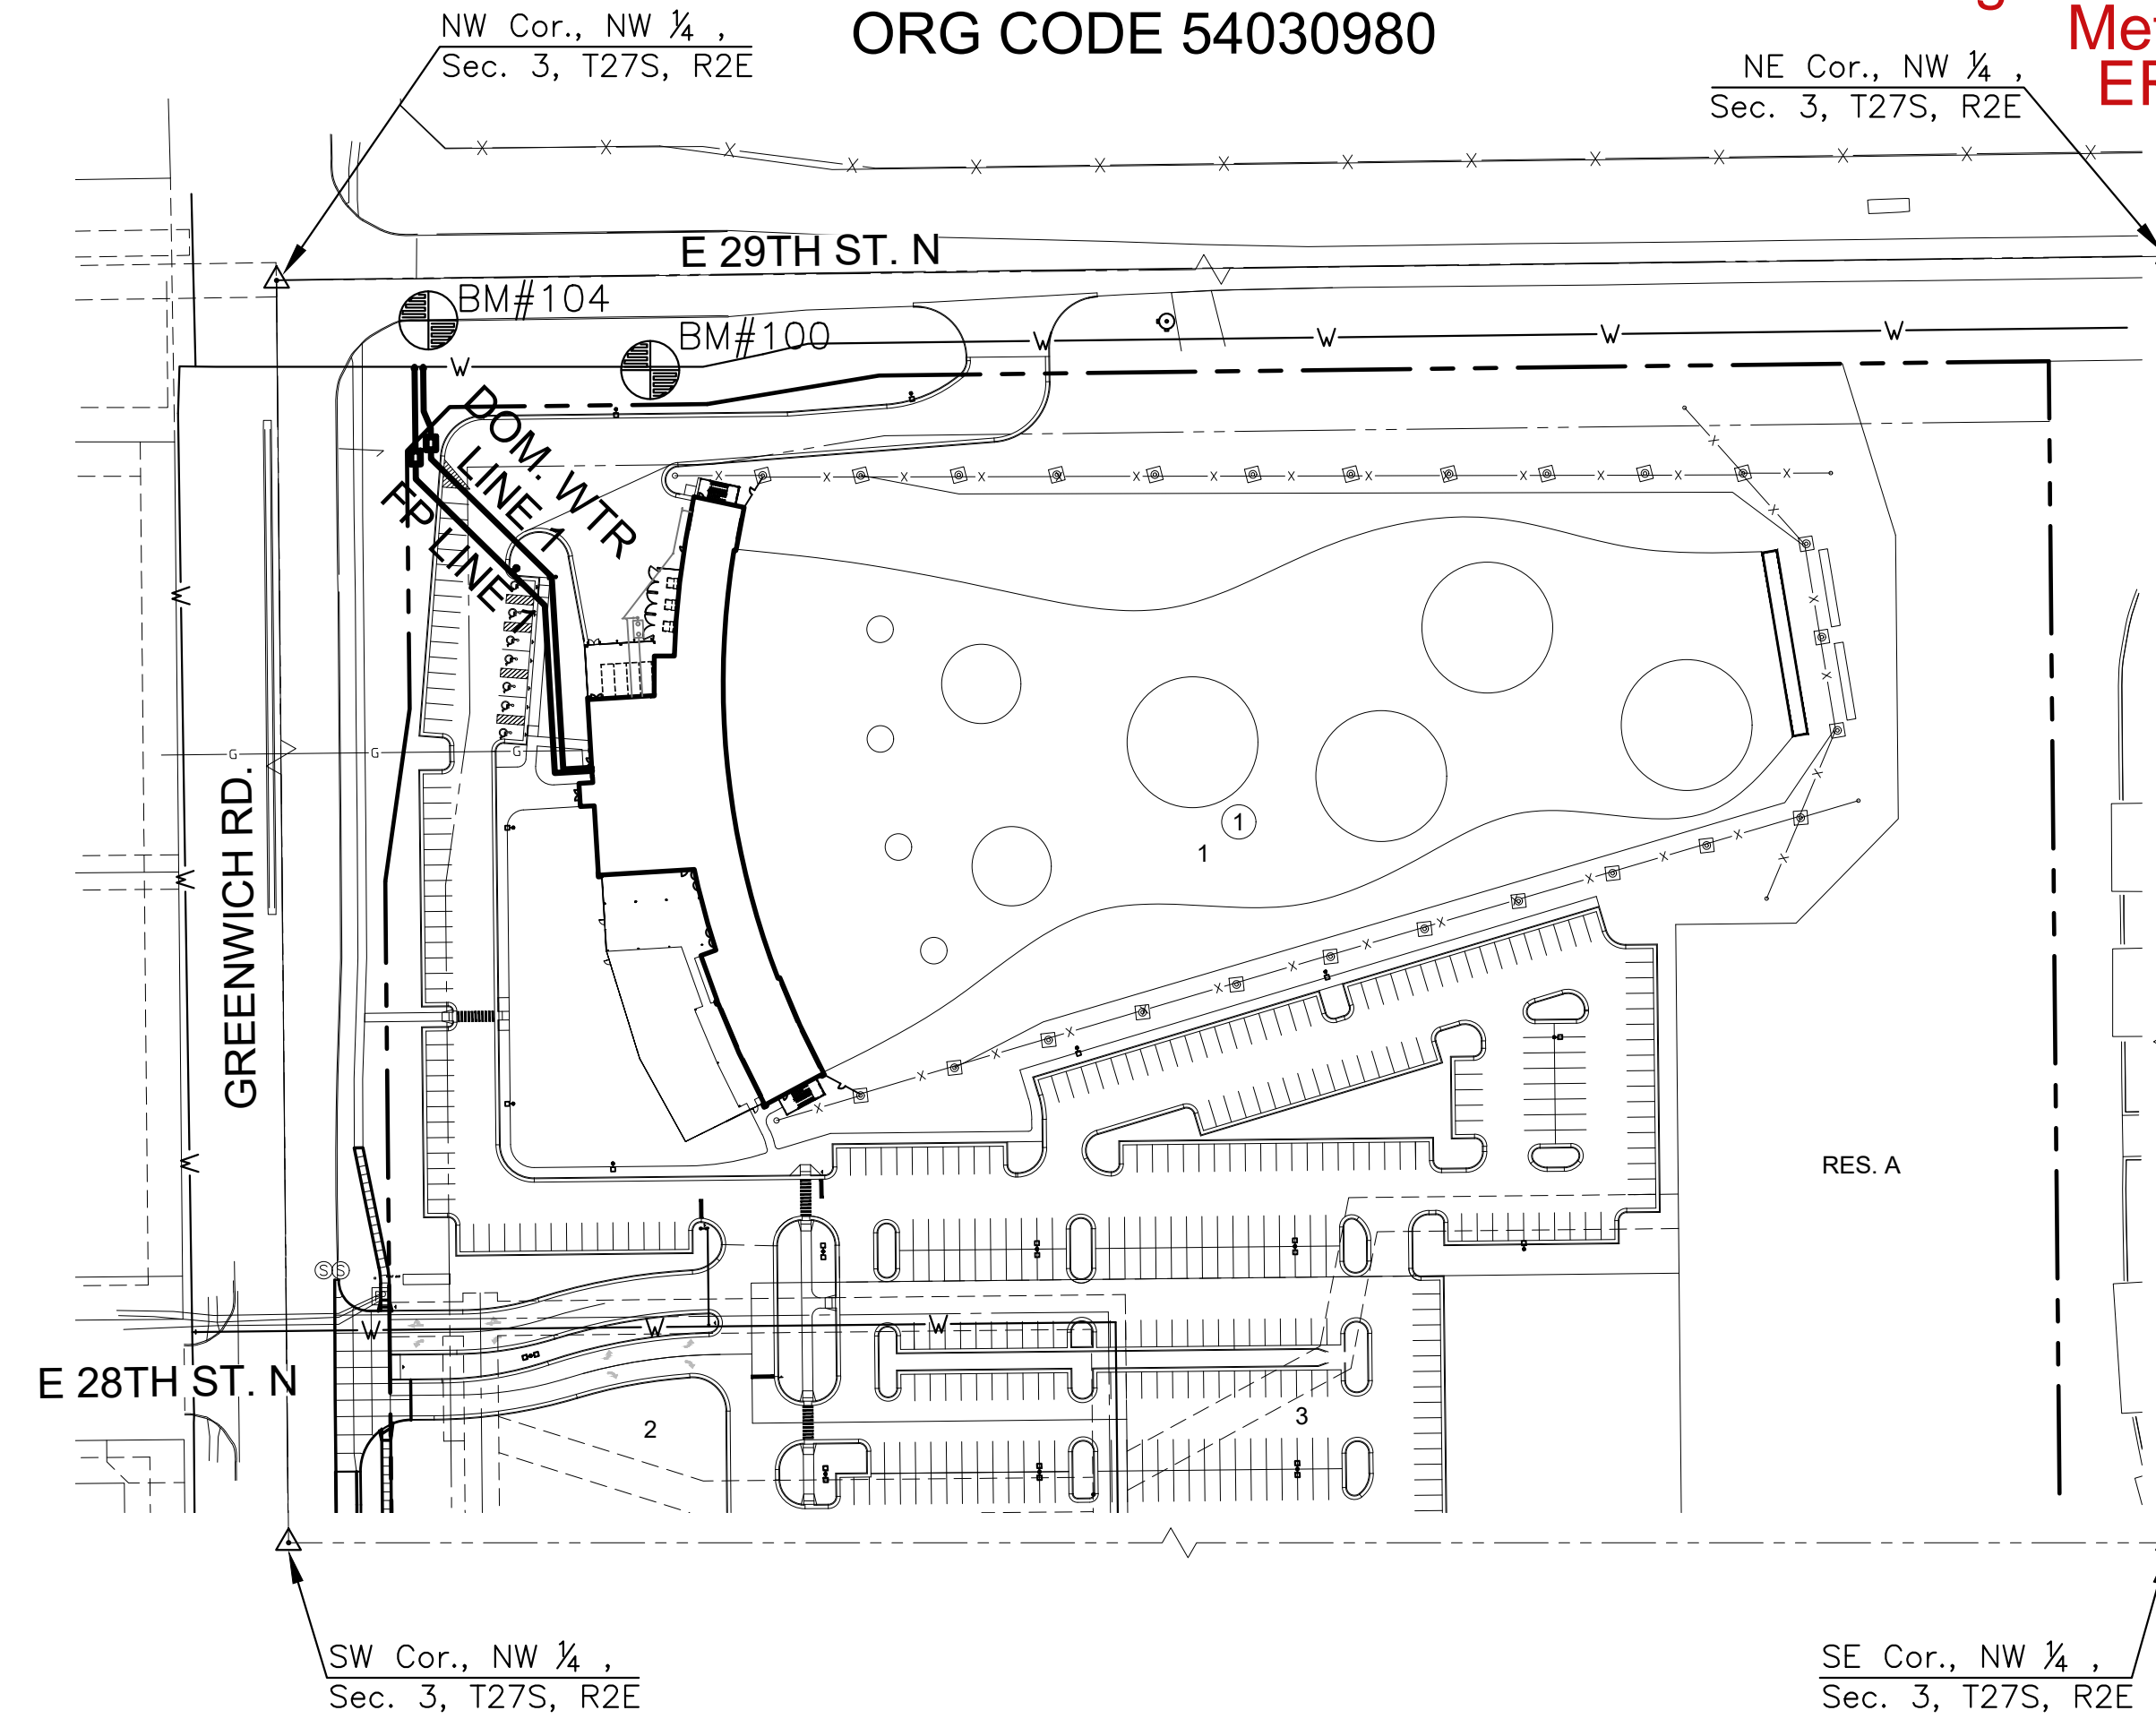 NW Cor., NW ¼ ,
Sec. 3, T27S, R2E
ORG CODE 54030980
NE Cor., NW ¼ ,
Sec. 3, T27S, R2E
E 29TH ST. N
BM#104
BM#100
W
W
W
W
W
DOM. WTR
LINE 1
FP LINE 1
W
G
G
G
GREENWICH RD.
1
1
W
W
RES. A
S S
W
W
W
E 28TH ST. N
2
3
SW Cor., NW ¼ ,
Sec. 3, T27S, R2E
SE Cor., NW ¼ ,
Sec. 3, T27S, R2E